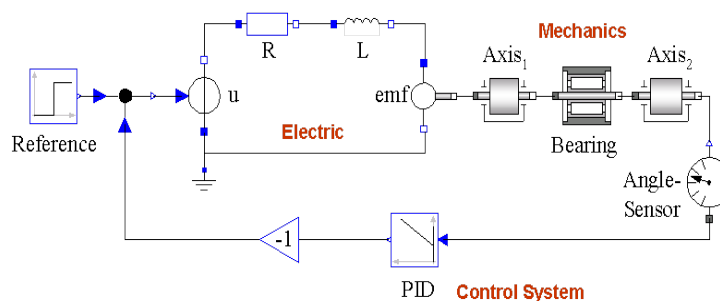 Mechanics
R
L
Axis1
Axis2
u
emf
Electric
Reference
Bearing
Angle-
Sensor
-1
PID
Control System